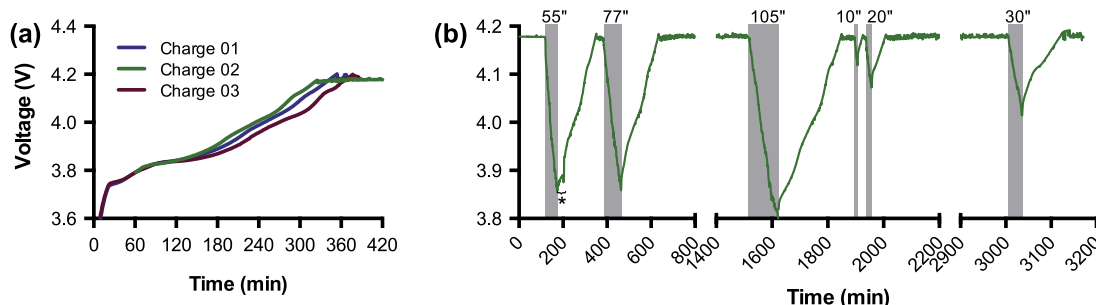 (a)
4.4
4.2
4.0
3.8
3.6
Voltage (V)
Charge 01
Charge 02
Charge 03
0 60 120 180 240 300 360 420
Time (min)
(b)
55" 77" 105" 10" 20" 30"
4.2
4.1
4.0
3.9
3.8
*
0 200 400 600 800 1400 1600 1800 2000 2200 2900 3000 3100 3200
Time (min)